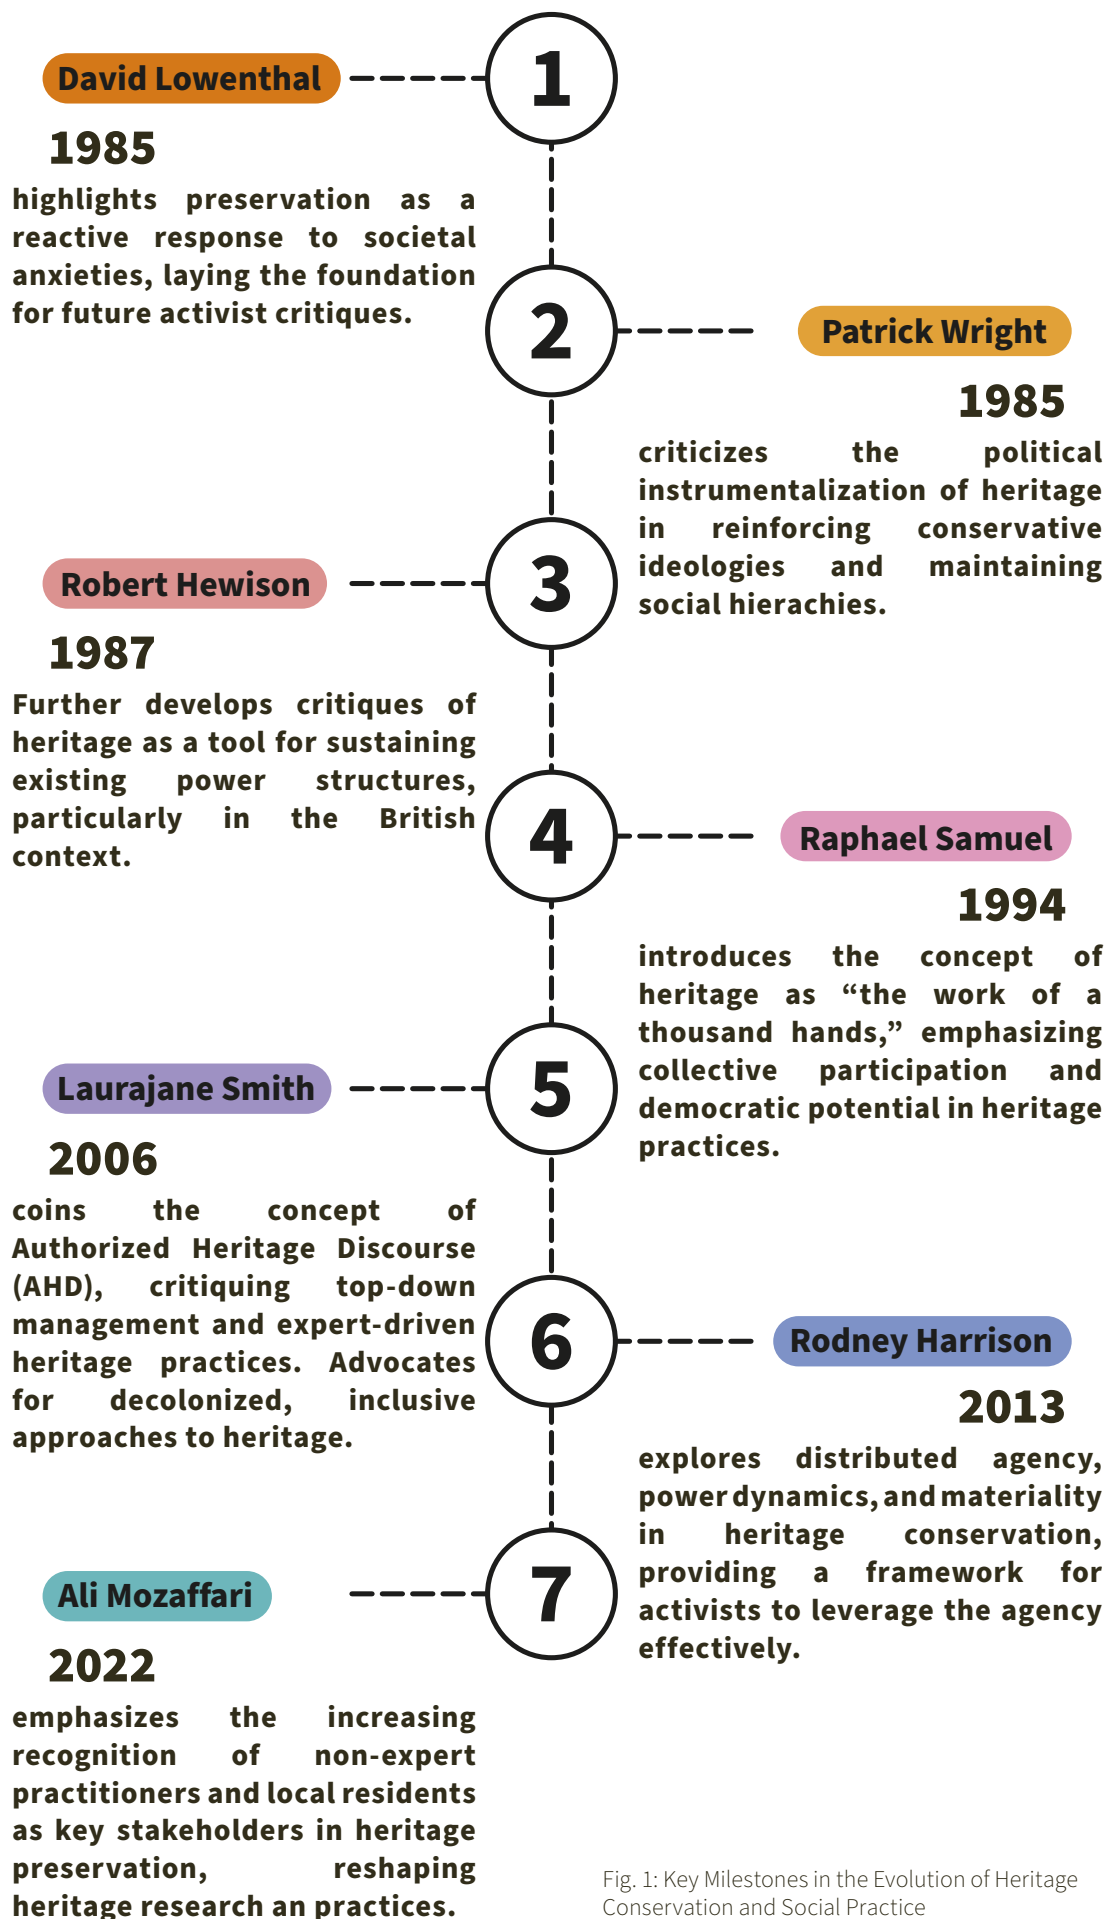 1
David Lowenthal
1985
highlights preservation as a
reactive response to societal
anxieties, laying the foundation
for future activist critiques.
2
Patrick Wright
1985
criticizes the political
instrumentalization of heritage
in reinforcing conservative
ideologies and maintaining
social hierachies.
3
Robert Hewison
1987
Further develops critiques of
heritage as a tool for sustaining
existing power structures,
particularly in the British
context.
4
Raphael Samuel
1994
introduces the concept of
heritage as “the work of a
thousand hands,” emphasizing
collective participation and
democratic potential in heritage
practices.
5
Laurajane Smith
2006
coins the concept of
Authorized Heritage Discourse
(AHD), critiquing top-down
management and expert-driven
heritage practices. Advocates
for decolonized, inclusive
approaches to heritage.
6
Rodney Harrison
2013
explores distributed agency,
power dynamics, and materiality
in heritage conservation,
providing a framework for
activists to leverage the agency
effectively.
7
Ali Mozaffari
2022
emphasizes the increasing
recognition of non-expert
practitioners and local residents
as key stakeholders in heritage
preservation, reshaping
heritage research an practices.
Fig. 1: Key Milestones in the Evolution of Heritage
Conservation and Social Practice